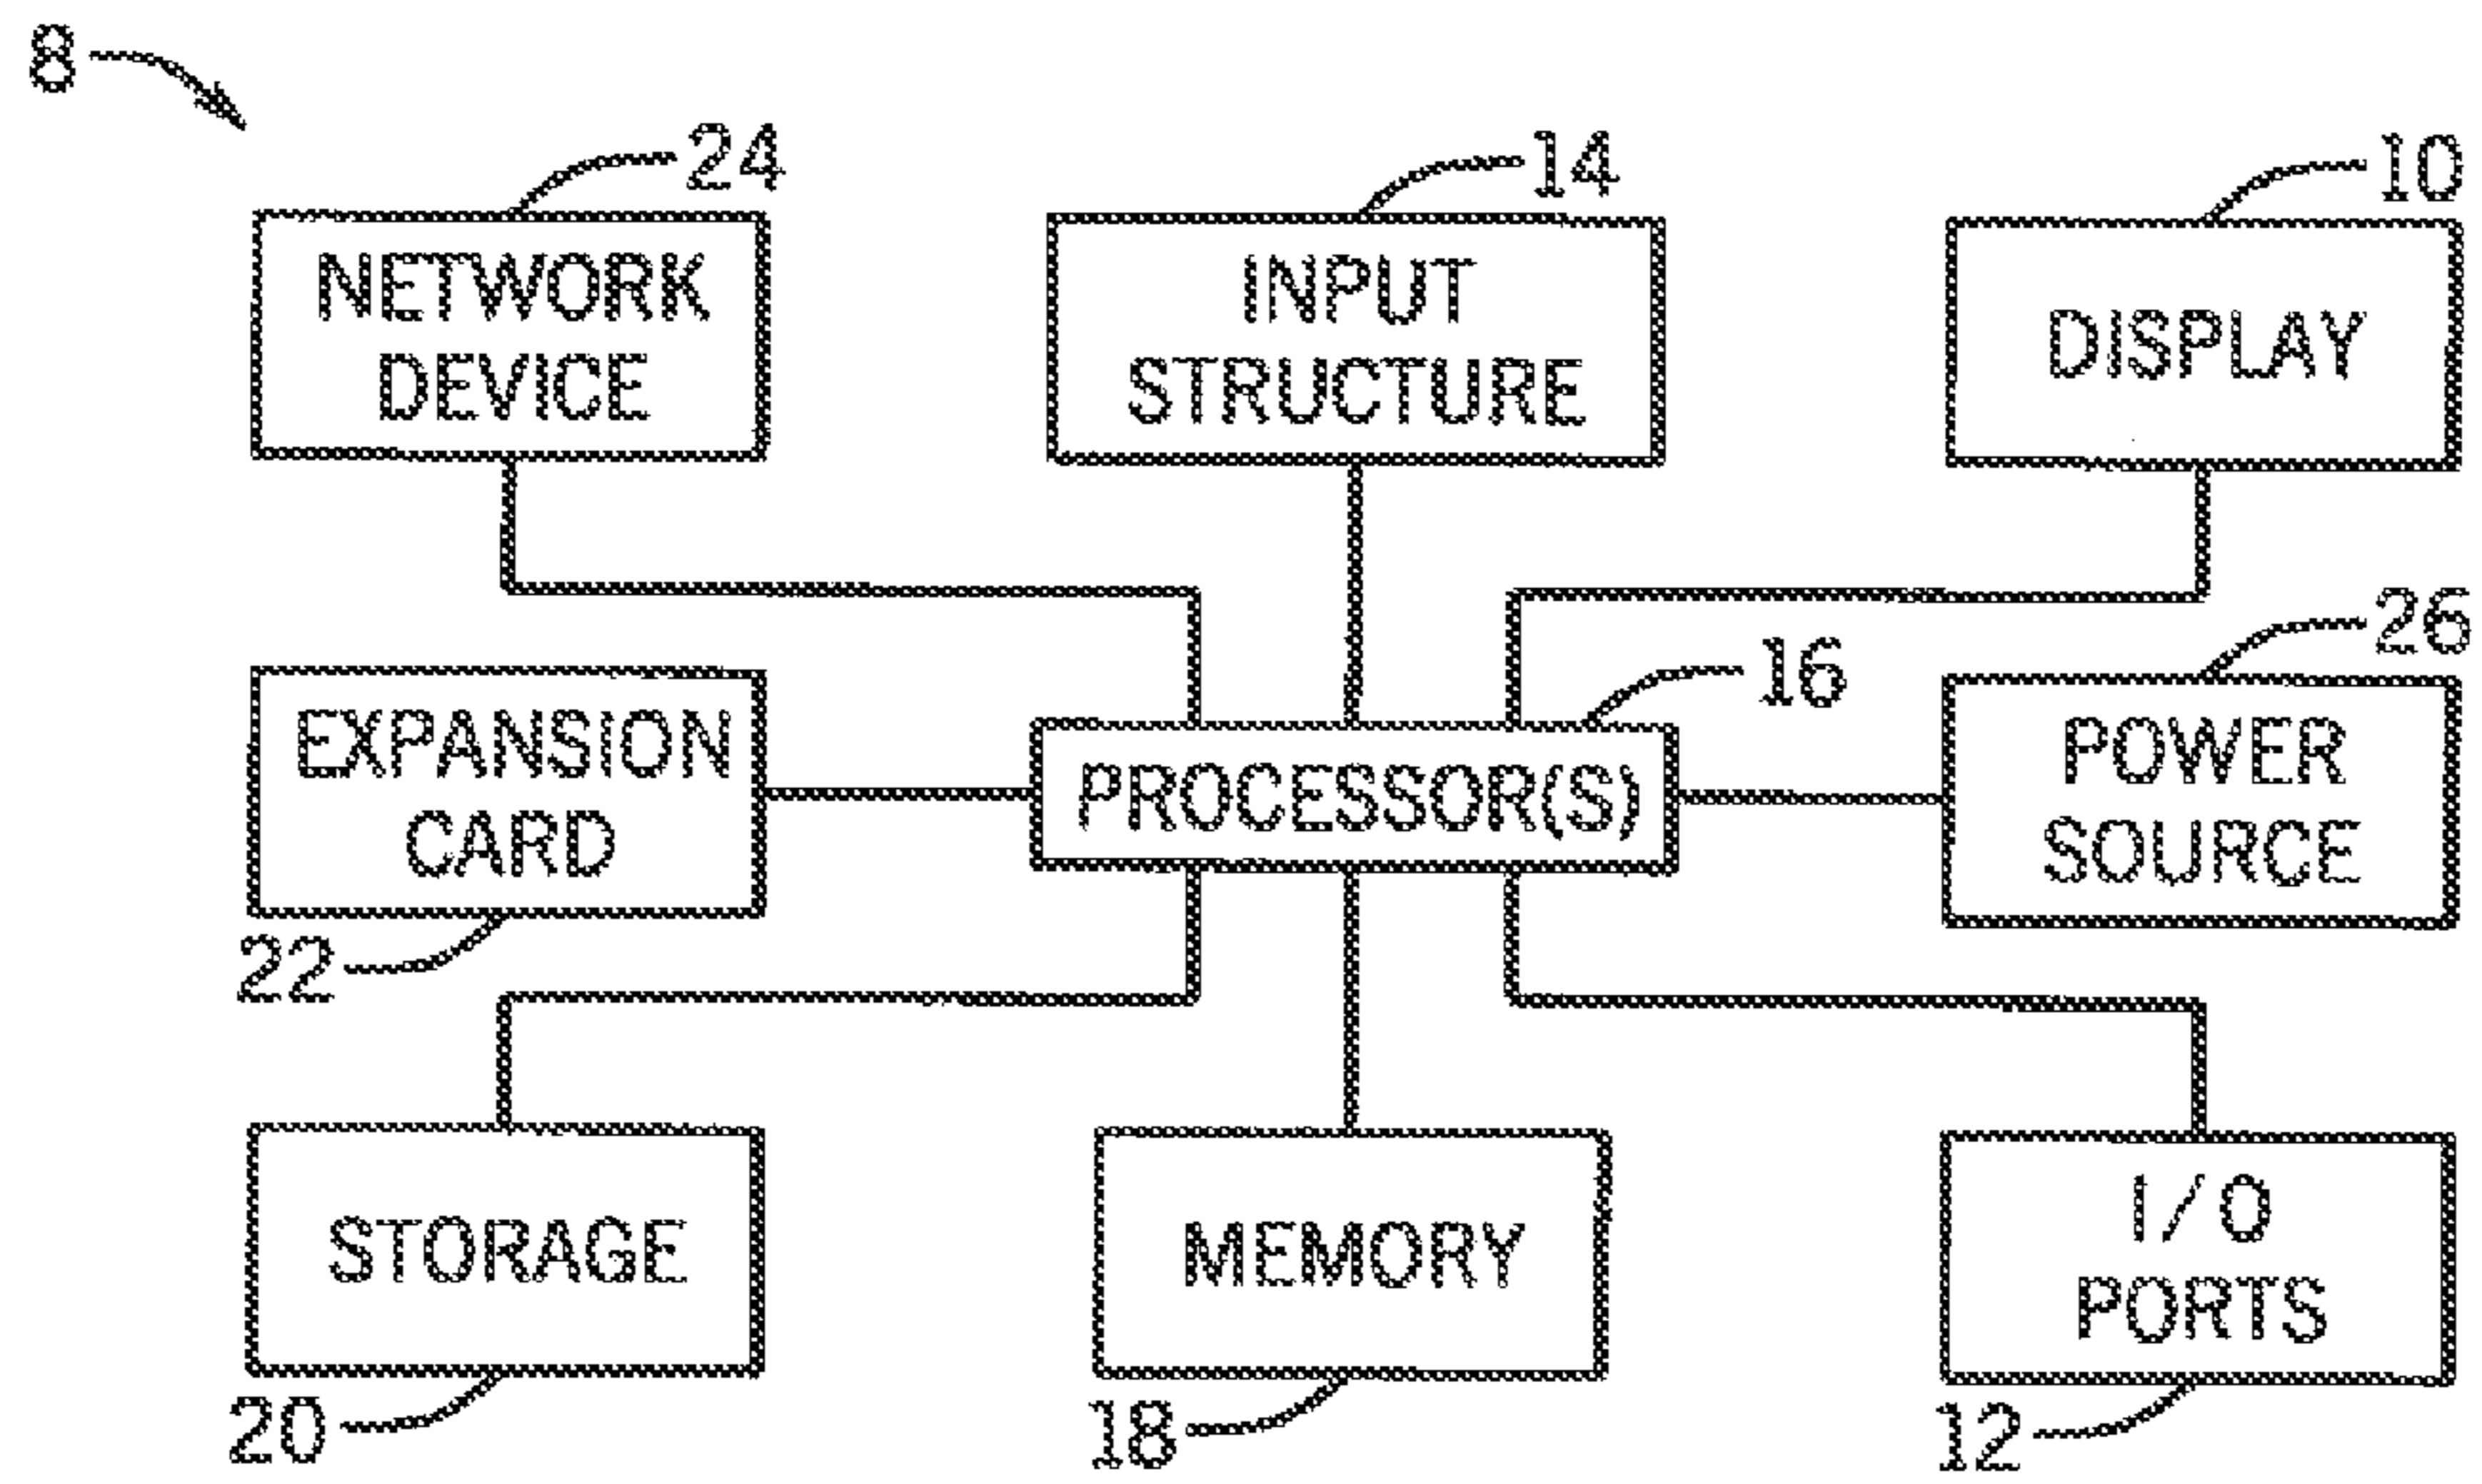 8
24
14
10
NETWORK
DEVICE
INPUT
STRUCTURE
DISPLAY
16
26
EXPANSION
CARD
PROCESSOR(S)
POWER
SOURCE
22
STORAGE
MEMORY
I/O
PORTS
20
18
12